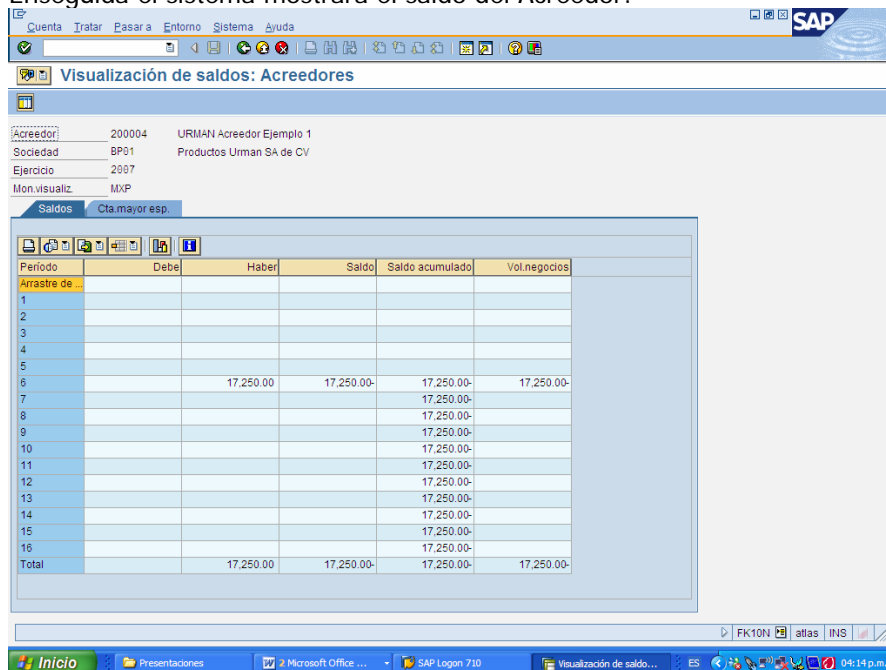 Enseguida el sistema mostrará el saldo del Acreedor:
Cuenta Tratar Pasar a Entorno Sistema Ayuda
SAP
Visualización de saldos: Acreedores
Acreedor 200004 URMAN Acreedor Ejemplo 1
Sociedad BP01 Productos Urman SA de CV
Ejercicio 2007
Mon.visualiz. MXP
Saldos Cta.mayor esp.
Período Debe Haber Saldo Saldo acumulado Vol.negocios
Arrastre de ...
1
2
3
4
5
6 17,250.00 17,250.00- 17,250.00- 17,250.00-
7 17,250.00-
8 17,250.00-
9 17,250.00-
10 17,250.00-
11 17,250.00-
12 17,250.00-
13 17,250.00-
14 17,250.00-
15 17,250.00-
16 17,250.00-
Total 17,250.00 17,250.00- 17,250.00- 17,250.00-
FK10N atlas INS
Inicio Presentaciones 2 Microsoft Office ... SAP Logon 710 Visualización de saldo... ES 04:14 p.m.